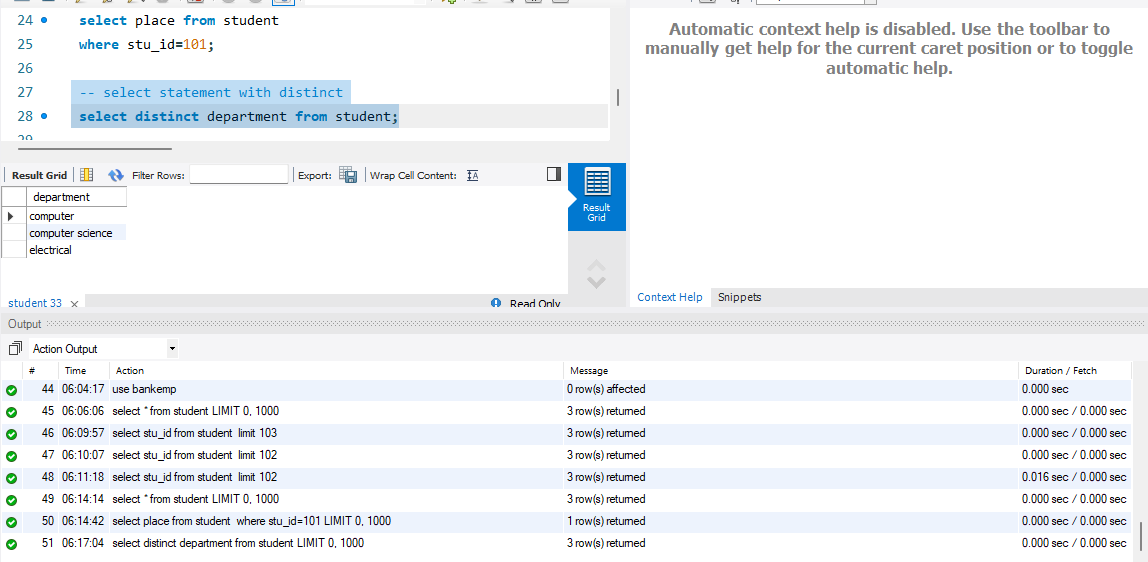 24 select place from student
25 where stu_id=101;
26
27 -- select statement with distinct
28 select distinct department from student;
29
Automatic context help is disabled. Use the toolbar to
manually get help for the current caret position or to toggle
automatic help.
Result Grid Filter Rows: Export: Wrap Cell Content:
department
computer
computer science
electrical
Result
Grid
student 33 Read Only
Context Help Snippets
Output
Action Output
# Time Action Message Duration / Fetch
44 06:04:17 use bankemp 0 row(s) affected 0.000 sec
45 06:06:06 select * from student LIMIT 0, 1000 3 row(s) returned 0.000 sec / 0.000 sec
46 06:09:57 select stu_id from student limit 103 3 row(s) returned 0.000 sec / 0.000 sec
47 06:10:07 select stu_id from student limit 102 3 row(s) returned 0.000 sec / 0.000 sec
48 06:11:18 select stu_id from student limit 102 3 row(s) returned 0.016 sec / 0.000 sec
49 06:14:14 select * from student LIMIT 0, 1000 3 row(s) returned 0.000 sec / 0.000 sec
50 06:14:42 select place from student where stu_id=101 LIMIT 0, 1000 1 row(s) returned 0.000 sec / 0.000 sec
51 06:17:04 select distinct department from student LIMIT 0, 1000 3 row(s) returned 0.000 sec / 0.000 sec